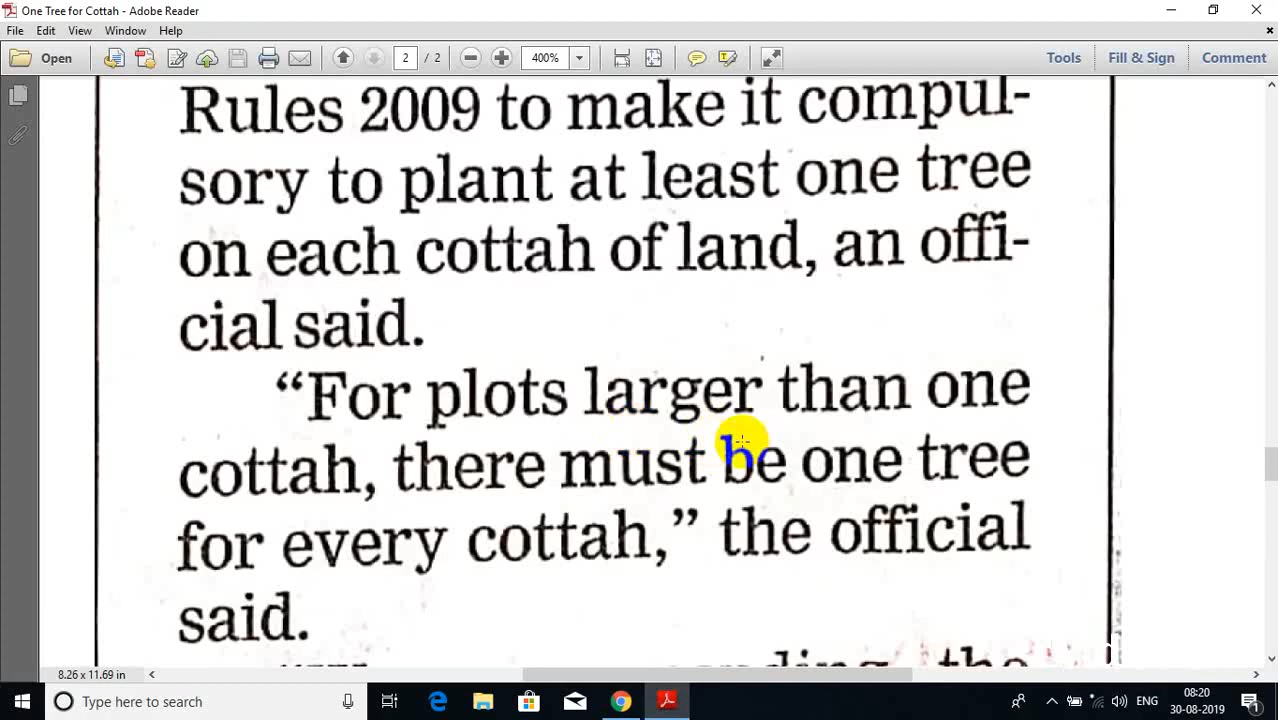 One Tree for Cottah - Adobe Reader
File Edit View Window Help
Open 2 / 2 400% Tools Fill & Sign Comment
Rules 2009 to make it compul-
sory to plant at least one tree
on each cottah of land, an offi-
cial said.
“For plots larger than one
cottah, there must be one tree
for every cottah,” the official
said.
the
8.26 x 11.69 in
Type here to search
ENG
08:20
30-08-2019
1